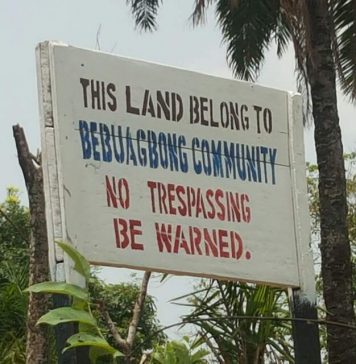 THIS LAND BELONG TO
BEBUAGBONG COMMUNITY
NO TRESPASSING
BE WARNED.